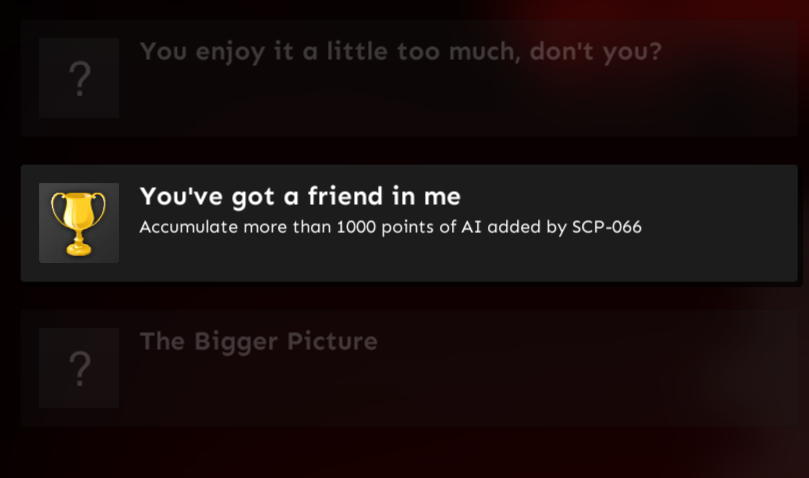 ?
You enjoy it a little too much, don't you?
You've got a friend in me
Accumulate more than 1000 points of AI added by SCP-066
?
The Bigger Picture